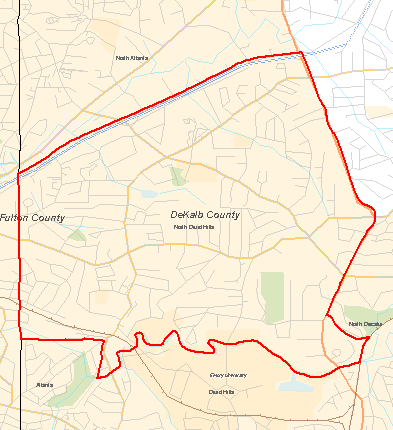 North Atlanta
Fulton County
DeKalb County
North Druid Hills
North Decatur
Emory University
Atlanta
Druid Hills